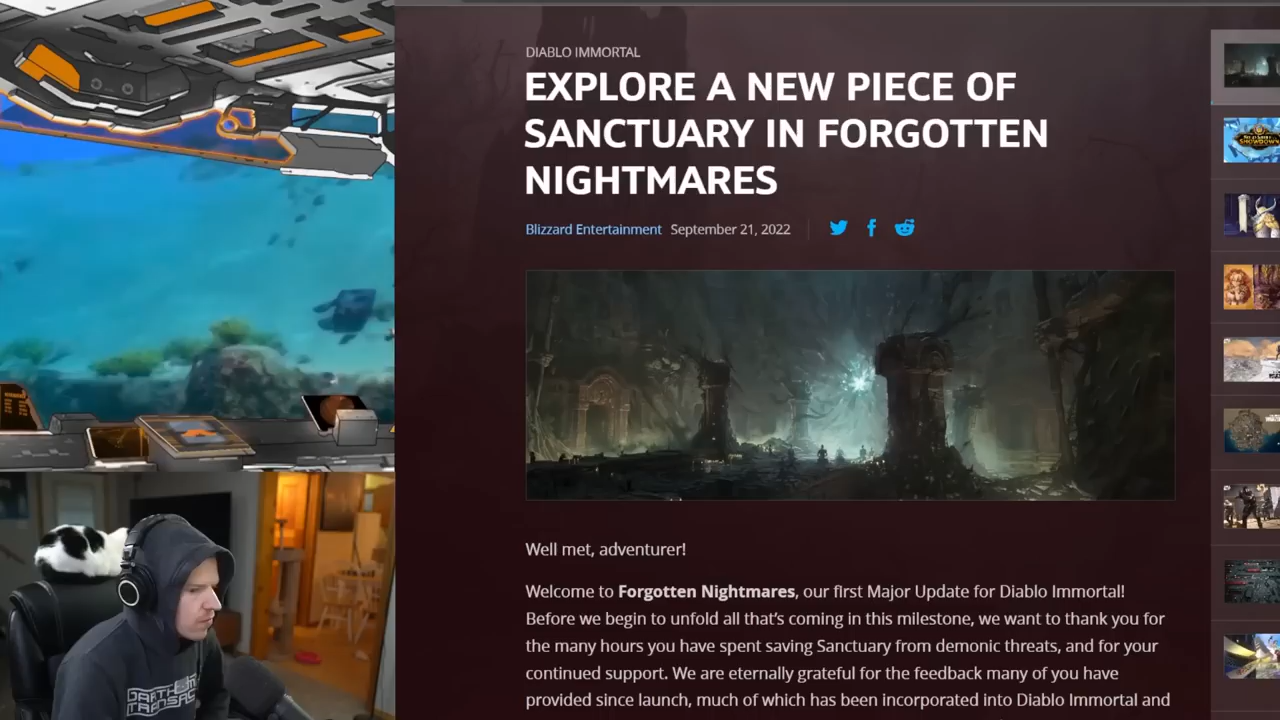 DIABLO IMMORTAL
EXPLORE A NEW PIECE OF
SANCTUARY IN FORGOTTEN
NIGHTMARES
Blizzard Entertainment September 21, 2022
Well met, adventurer!
Welcome to Forgotten Nightmares, our first Major Update for Diablo Immortal!
Before we begin to unfold all that's coming in this milestone, we want to thank you for
the many hours you have spent saving Sanctuary from demonic threats, and for your
continued support. We are eternally grateful for the feedback many of you have
provided since launch, much of which has been incorporated into Diablo Immortal and